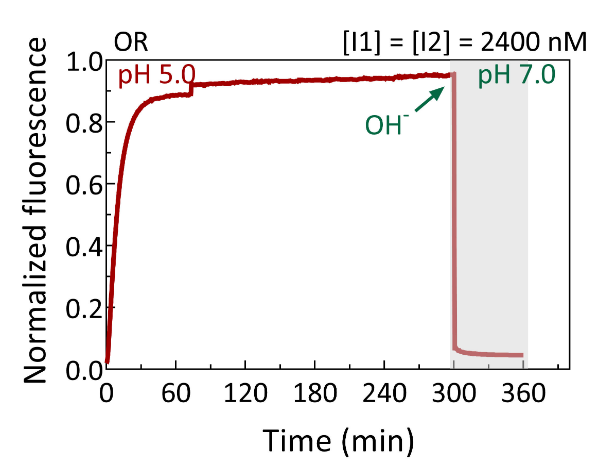 OR [I1] = [I2] = 2400 nM
pH 5.0 pH 7.0
OH⁻
Normalized fluorescence
1.0
0.8
0.6
0.4
0.2
0.0
0 60 120 180 240 300 360
Time (min)